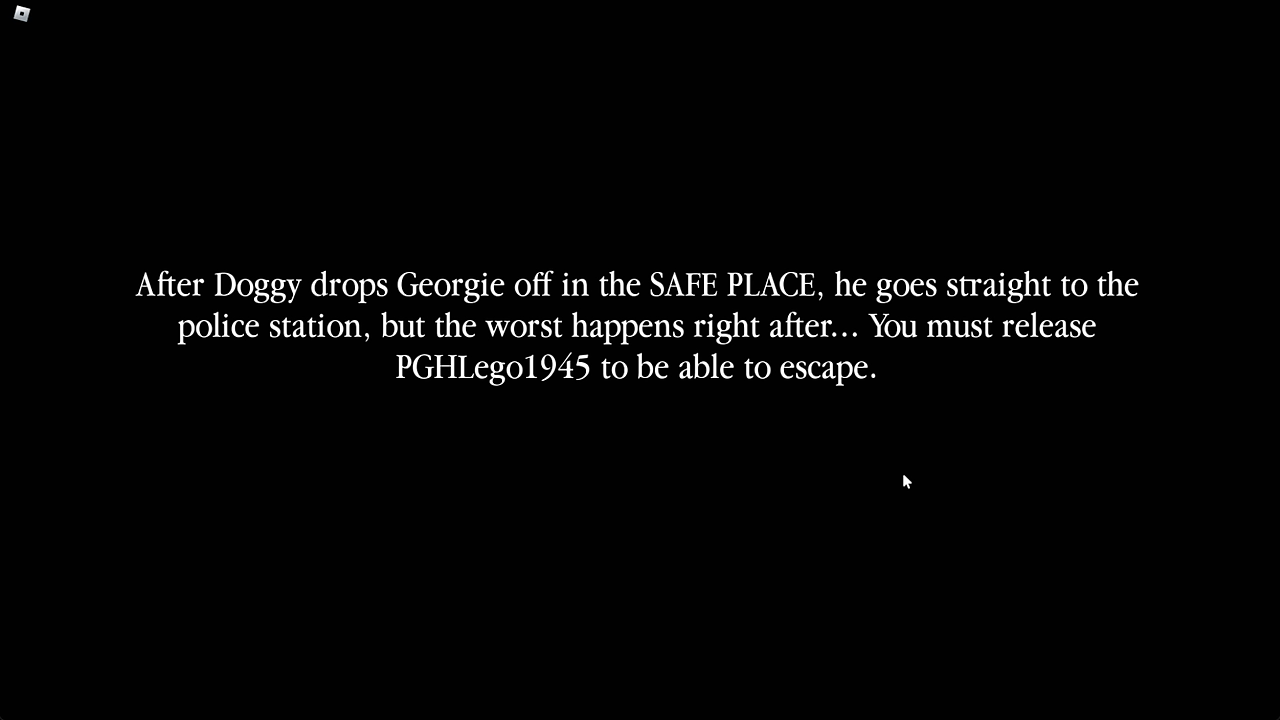 After Doggy drops Georgie off in the SAFE PLACE, he goes straight to the
police station, but the worst happens right after... You must release
PGHLego1945 to be able to escape.